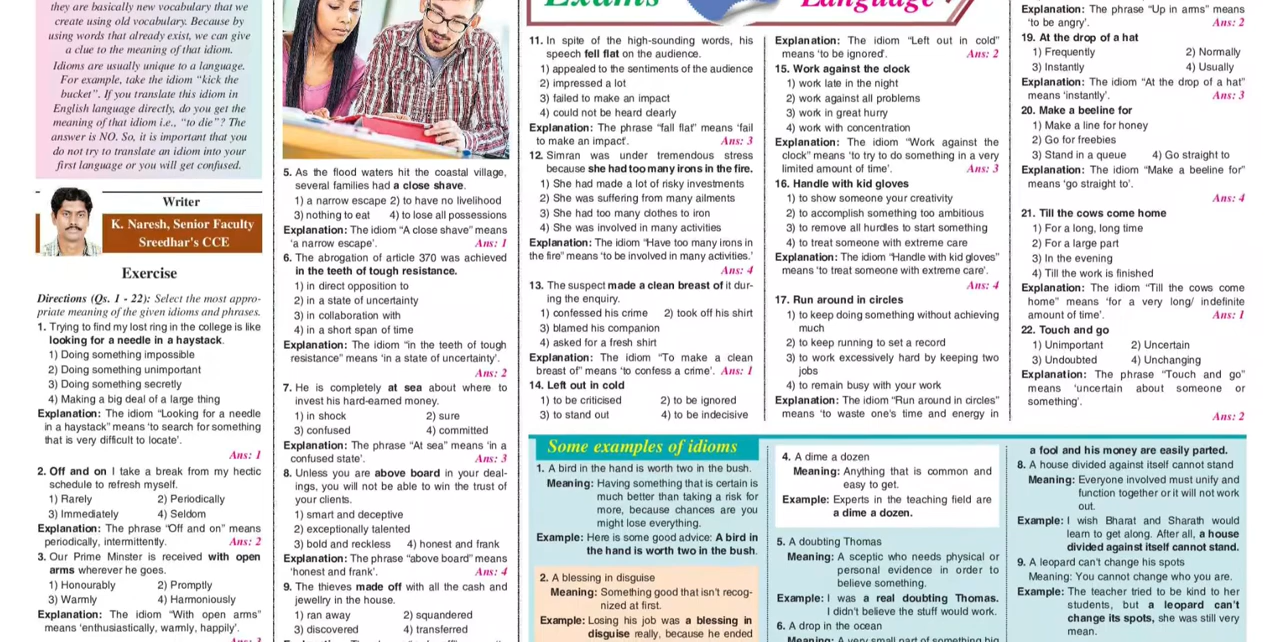 they are basically new vocabulary that we
create using old vocabulary. Because by
using words that already exist, we can give
a clue to the meaning of that idiom.
Idioms are usually unique to a language.
For example, take the idiom “kick the
bucket”. If you translate this idiom in
English language directly, do you get the
meaning of that idiom i.e., “to die”? The
answer is NO. So, it is important that you
do not try to translate an idiom into your
first language or you will get confused.
Writer
K. Naresh, Senior Faculty
Sreedhar's CCE
Exercise
Directions (Qs. 1 - 22): Select the most appro-
priate meaning of the given idioms and phrases.
1. Trying to find my lost ring in the college is like
looking for a needle in a haystack.
1) Doing something impossible
2) Doing something unimportant
3) Doing something secretly
4) Making a big deal of a large thing
Explanation: The idiom “Looking for a needle
in a haystack” means ‘to search for something
that is very difficult to locate’.
Ans: 1
2. Off and on I take a break from my hectic
schedule to refresh myself.
1) Rarely 2) Periodically
3) Immediately 4) Seldom
Explanation: The phrase “Off and on” means
periodically, intermittently. Ans: 2
3. Our Prime Minster is received with open
arms wherever he goes.
1) Honourably 2) Promptly
3) Warmly 4) Harmoniously
Explanation: The idiom “With open arms”
means ‘enthusiastically, warmly, happily’.
5. As the flood waters hit the coastal village,
several families had a close shave.
1) a narrow escape 2) to have no livelihood
3) nothing to eat 4) to lose all possessions
Explanation: The idiom “A close shave” means
‘a narrow escape’. Ans: 1
6. The abrogation of article 370 was achieved
in the teeth of tough resistance.
1) in direct opposition to
2) in a state of uncertainty
3) in collaboration with
4) in a short span of time
Explanation: The idiom “in the teeth of tough
resistance” means ‘in a state of uncertainty’.
Ans: 2
7. He is completely at sea about where to
invest his hard-earned money.
1) in shock 2) sure
3) confused 4) committed
Explanation: The phrase “At sea” means ‘in a
confused state’. Ans: 3
8. Unless you are above board in your deal-
ings, you will not be able to win the trust of
your clients.
1) smart and deceptive
2) exceptionally talented
3) bold and reckless 4) honest and frank
Explanation: The phrase “above board” means
‘honest and frank’. Ans: 4
9. The thieves made off with all the cash and
jewellery in the house.
1) ran away 2) squandered
3) discovered 4) transferred
Exams
Language
11. In spite of the high-sounding words, his
speech fell flat on the audience.
1) appealed to the sentiments of the audience
2) impressed a lot
3) failed to make an impact
4) could not be heard clearly
Explanation: The phrase “fall flat” means ‘fail
to make an impact’. Ans: 3
12. Simran was under tremendous stress
because she had too many irons in the fire.
1) She had made a lot of risky investments
2) She was suffering from many ailments
3) She had too many clothes to iron
4) She was involved in many activities
Explanation: The idiom “Have too many irons in
the fire” means ‘to be involved in many activities.’
Ans: 4
13. The suspect made a clean breast of it dur-
ing the enquiry.
1) confessed his crime 2) took off his shirt
3) blamed his companion
4) asked for a fresh shirt
Explanation: The idiom “To make a clean
breast of” means ‘to confess a crime’. Ans: 1
14. Left out in cold
1) to be criticised 2) to be ignored
3) to stand out 4) to be indecisive
Explanation: The idiom “Left out in cold”
means ‘to be ignored’. Ans: 2
15. Work against the clock
1) work late in the night
2) work against all problems
3) work in great hurry
4) work with concentration
Explanation: The idiom “Work against the
clock” means ‘to try to do something in a very
limited amount of time’. Ans: 3
16. Handle with kid gloves
1) to show someone your creativity
2) to accomplish something too ambitious
3) to remove all hurdles to start something
4) to treat someone with extreme care
Explanation: The idiom “Handle with kid gloves”
means ‘to treat someone with extreme care’.
Ans: 4
17. Run around in circles
1) to keep doing something without achieving
much
2) to keep running to set a record
3) to work excessively hard by keeping two
jobs
4) to remain busy with your work
Explanation: The idiom “Run around in circles”
means ‘to waste one's time and energy in
Explanation: The phrase “Up in arms” means
‘to be angry’. Ans: 2
19. At the drop of a hat
1) Frequently 2) Normally
3) Instantly 4) Usually
Explanation: The idiom “At the drop of a hat”
means ‘instantly’. Ans: 3
20. Make a beeline for
1) Make a line for honey
2) Go for freebies
3) Stand in a queue 4) Go straight to
Explanation: The idiom “Make a beeline for”
means ‘go straight to’.
Ans: 4
21. Till the cows come home
1) For a long, long time
2) For a large part
3) In the evening
4) Till the work is finished
Explanation: The idiom “Till the cows come
home” means ‘for a very long/ indefinite
amount of time’. Ans: 1
22. Touch and go
1) Unimportant 2) Uncertain
3) Undoubted 4) Unchanging
Explanation: The phrase “Touch and go”
means ‘uncertain about someone or
something’.
Ans: 2
Some examples of idioms
1. A bird in the hand is worth two in the bush.
Meaning: Having something that is certain is
much better than taking a risk for
more, because chances are you
might lose everything.
Example: Here is some good advice: A bird in
the hand is worth two in the bush.
2. A blessing in disguise
Meaning: Something good that isn't recog-
nized at first.
Example: Losing his job was a blessing in
disguise really, because he ended
4. A dime a dozen
Meaning: Anything that is common and
easy to get.
Example: Experts in the teaching field are
a dime a dozen.
5. A doubting Thomas
Meaning: A sceptic who needs physical or
personal evidence in order to
believe something.
Example: I was a real doubting Thomas.
I didn't believe the stuff would work.
6. A drop in the ocean
Meaning: A very small part of something big
a fool and his money are easily parted.
8. A house divided against itself cannot stand
Meaning: Everyone involved must unify and
function together or it will not work
out.
Example: I wish Bharat and Sharath would
learn to get along. After all, a house
divided against itself cannot stand.
9. A leopard can't change his spots
Meaning: You cannot change who you are.
Example: The teacher tried to be kind to her
students, but a leopard can't
change its spots, she was still very
mean.